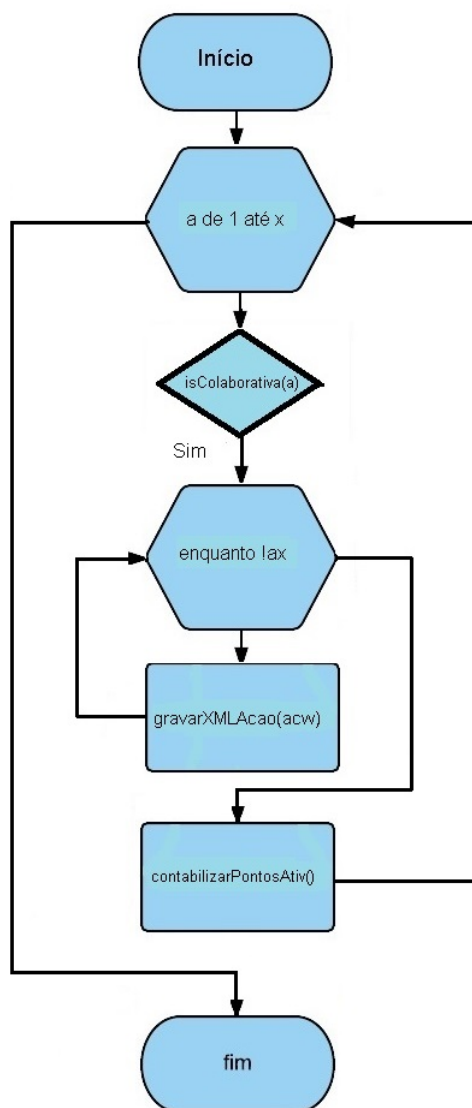 Início
a de 1 até x
isColaborativa(a)
Sim
enquanto !ax
gravarXMLAcao(acw)
contabilizarPontosAtiv()
fim